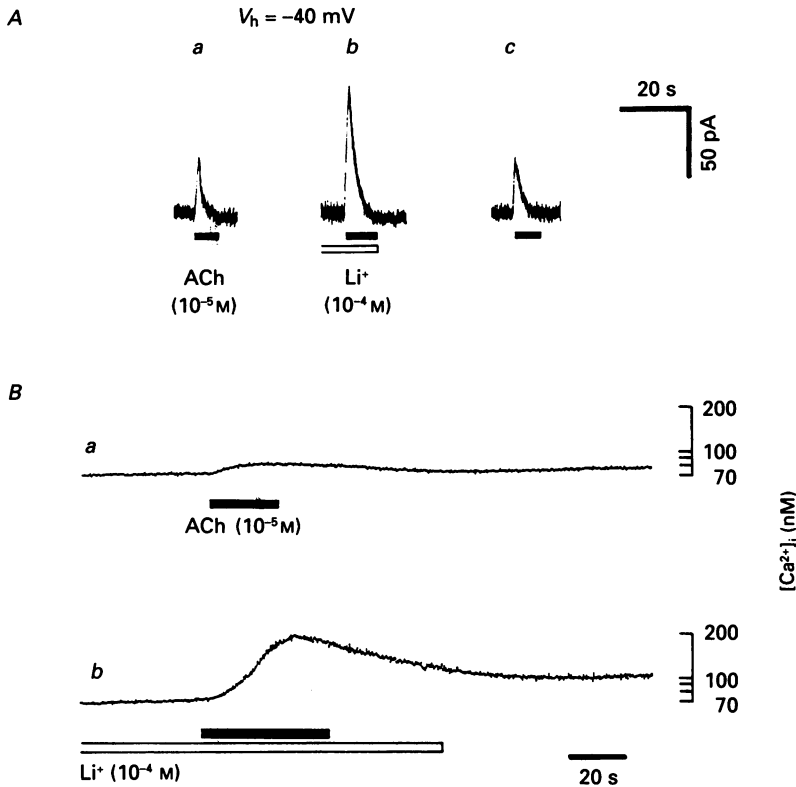 A
Vh = −40 mV
a
b
c
20 s
50 pA
ACh
(10⁻⁵ M)
Li⁺
(10⁻⁴ M)
B
a
200
100
70
ACh (10⁻⁵ M)
[Ca²⁺]i (nM)
b
200
100
70
Li⁺ (10⁻⁴ M)
20 s